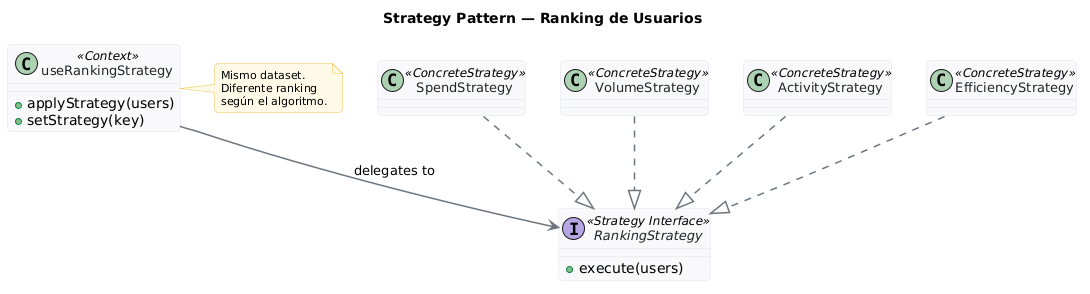 Strategy Pattern — Ranking de Usuarios
C
«Context»
useRankingStrategy
applyStrategy(users)
setStrategy(key)
Mismo dataset.
Diferente ranking
según el algoritmo.
C
«ConcreteStrategy»
SpendStrategy
C
«ConcreteStrategy»
VolumeStrategy
C
«ConcreteStrategy»
ActivityStrategy
C
«ConcreteStrategy»
EfficiencyStrategy
delegates to
I
«Strategy Interface»
RankingStrategy
execute(users)